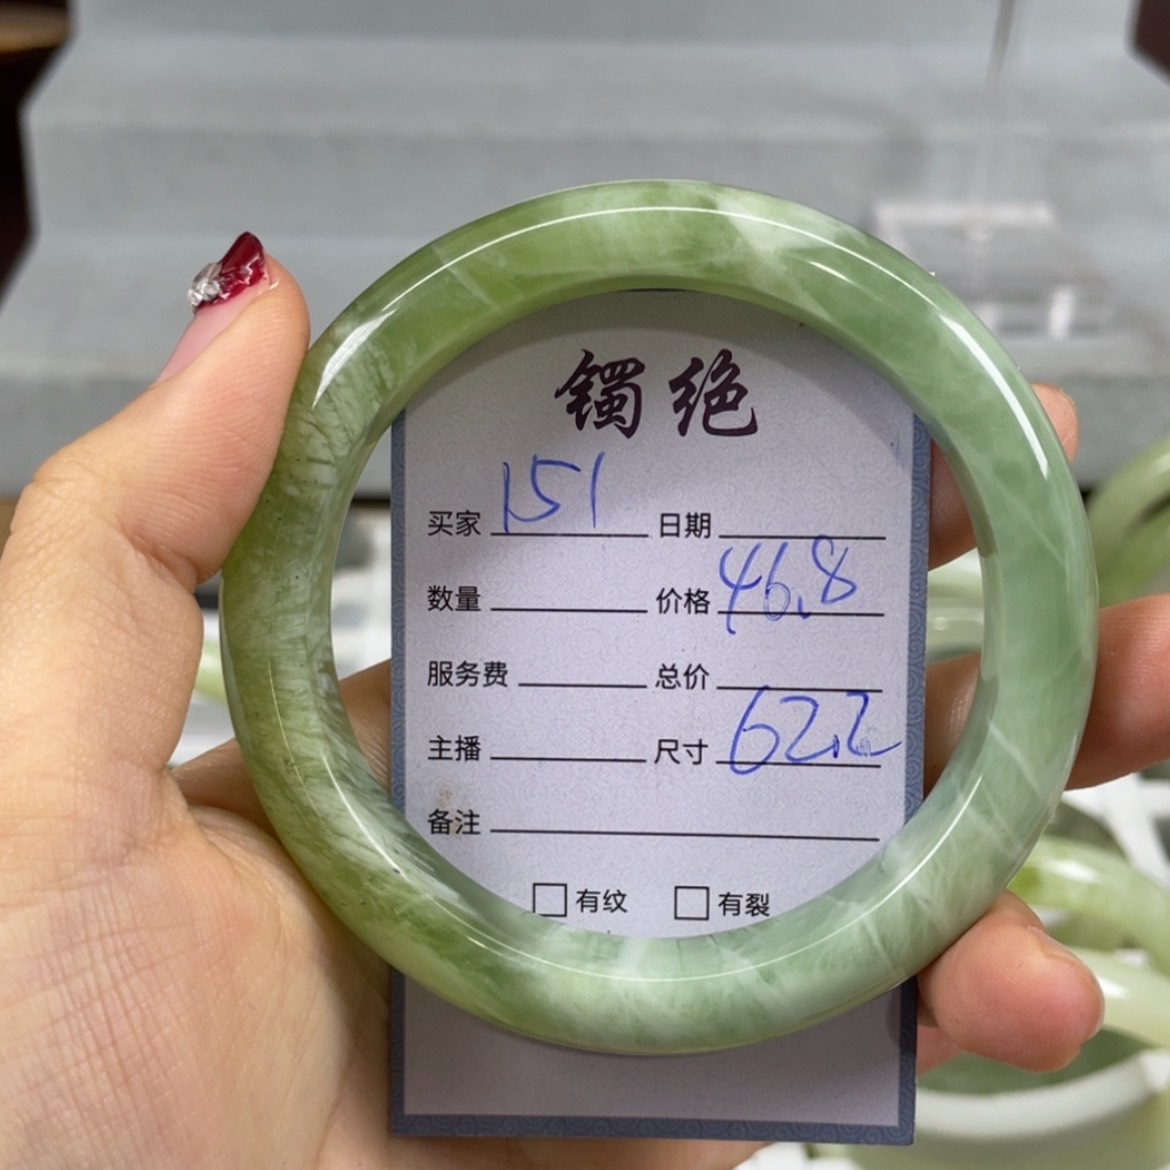 镯绝
买家 151 日期
数量 价格 46.8
服务费 总价
主播 尺寸 62.2
备注
有纹 有裂